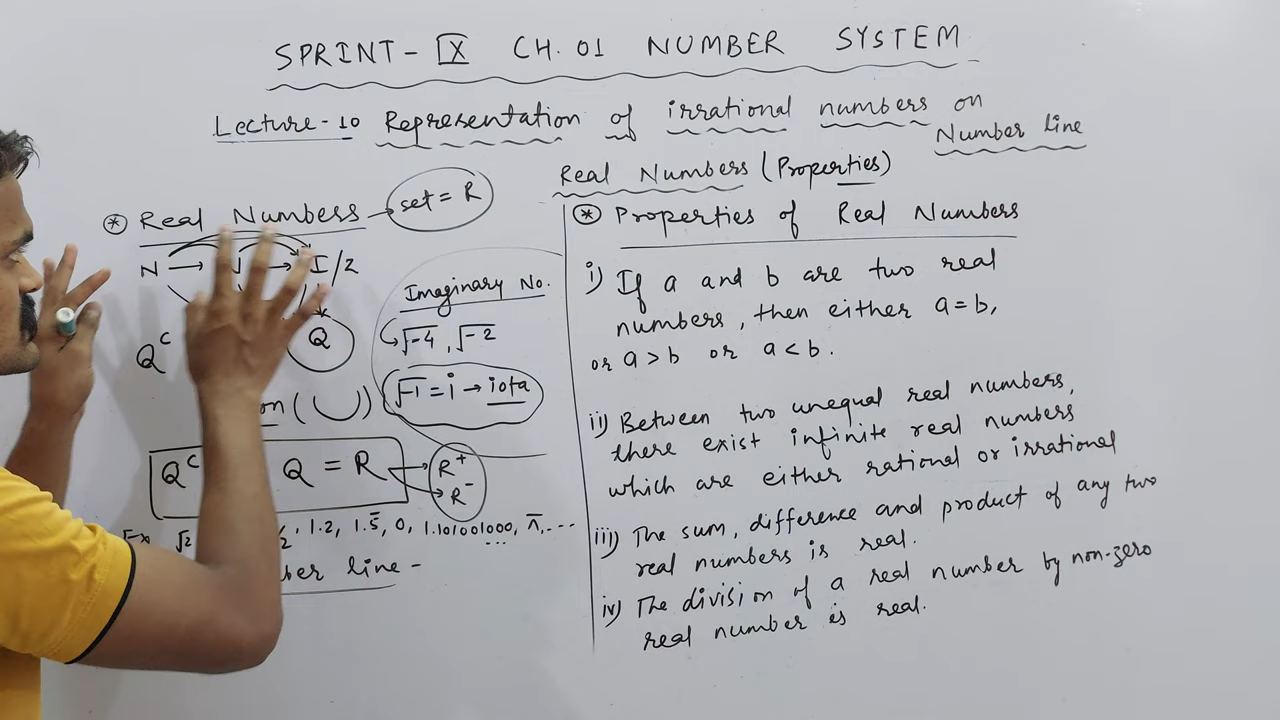 SPRINT-IX CH. 01 NUMBER SYSTEM
Lecture-10 Representation of irrational numbers on
Number line
Real Numbers (Properties)
* Real Numbers → set = R
N → → I/Z
Q^C Q
(∪)
Q^C Q = R → R+
R-
√2 1.2, 1.5̅, 0, 1.101001000, π, ...
...
line -
Imaginary No.
√-4, √-2
√-1 = i → iota
* Properties of Real Numbers
i) If a and b are two real
numbers, then either a = b,
or a > b or a < b.
ii) Between two unequal real numbers,
there exist infinite real numbers
which are either rational or irrational
iii) The sum, difference and product of any two
real numbers is real.
iv) The division of a real number by non-zero
real number is real.